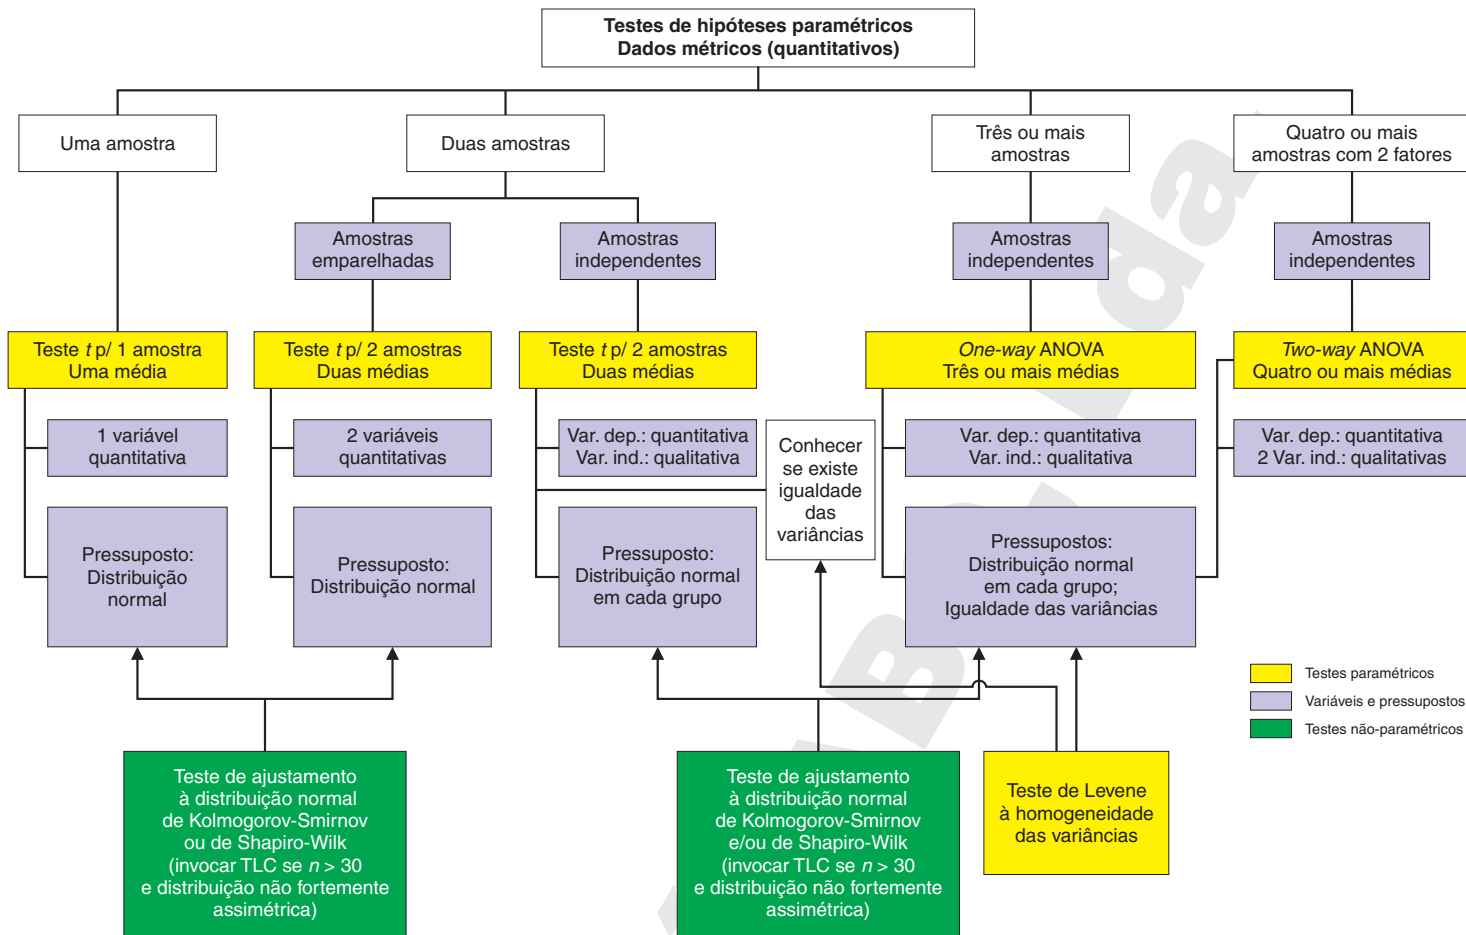 Testes de hipóteses paramétricos
Dados métricos (quantitativos)
Uma amostra
Duas amostras
Três ou mais
amostras
Quatro ou mais
amostras com 2 fatores
Amostras
emparelhadas
Amostras
independentes
Amostras
independentes
Amostras
independentes
Teste t p/ 1 amostra
Uma média
Teste t p/ 2 amostras
Duas médias
Teste t p/ 2 amostras
Duas médias
One-way ANOVA
Três ou mais médias
Two-way ANOVA
Quatro ou mais médias
1 variável
quantitativa
2 variáveis
quantitativas
Var. dep.: quantitativa
Var. ind.: qualitativa
Conhecer
se existe
igualdade
das
variâncias
Var. dep.: quantitativa
Var. ind.: qualitativa
Var. dep.: quantitativa
2 Var. ind.: qualitativas
Pressuposto:
Distribuição
normal
Pressuposto:
Distribuição normal
Pressuposto:
Distribuição normal
em cada grupo
Pressupostos:
Distribuição normal
em cada grupo;
Igualdade das variâncias
Testes paramétricos
Variáveis e pressupostos
Testes não-paramétricos
Teste de ajustamento
à distribuição normal
de Kolmogorov-Smirnov
ou de Shapiro-Wilk
(invocar TLC se n > 30
e distribuição não fortemente
assimétrica)
Teste de ajustamento
à distribuição normal
de Kolmogorov-Smirnov
e/ou de Shapiro-Wilk
(invocar TLC se n > 30
e distribuição não fortemente
assimétrica)
Teste de Levene
à homogeneidade
das variâncias